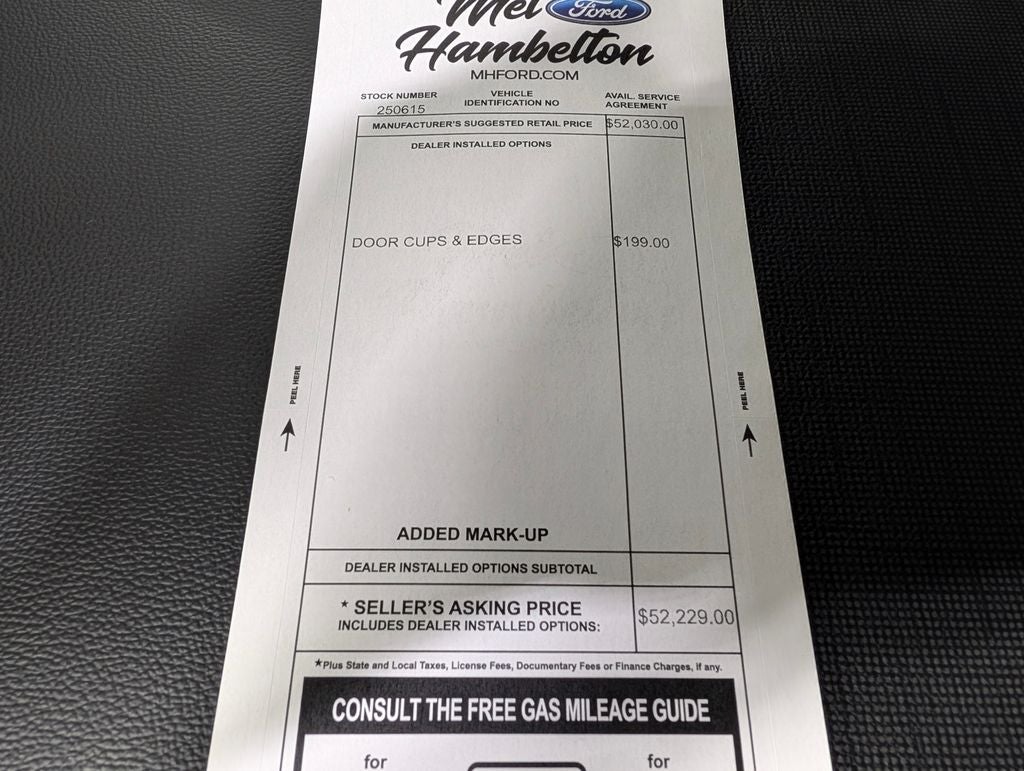 Mel Ford
Hambelton
MHFORD.COM
STOCK NUMBER
250615
VEHICLE
IDENTIFICATION NO
AVAIL. SERVICE
AGREEMENT
MANUFACTURER'S SUGGESTED RETAIL PRICE $52,030.00
DEALER INSTALLED OPTIONS
DOOR CUPS & EDGES $199.00
PEEL HERE
PEEL HERE
ADDED MARK-UP
DEALER INSTALLED OPTIONS SUBTOTAL
* SELLER'S ASKING PRICE
INCLUDES DEALER INSTALLED OPTIONS: $52,229.00
*Plus State and Local Taxes, License Fees, Documentary Fees or Finance Charges, if any.
CONSULT THE FREE GAS MILEAGE GUIDE
for for